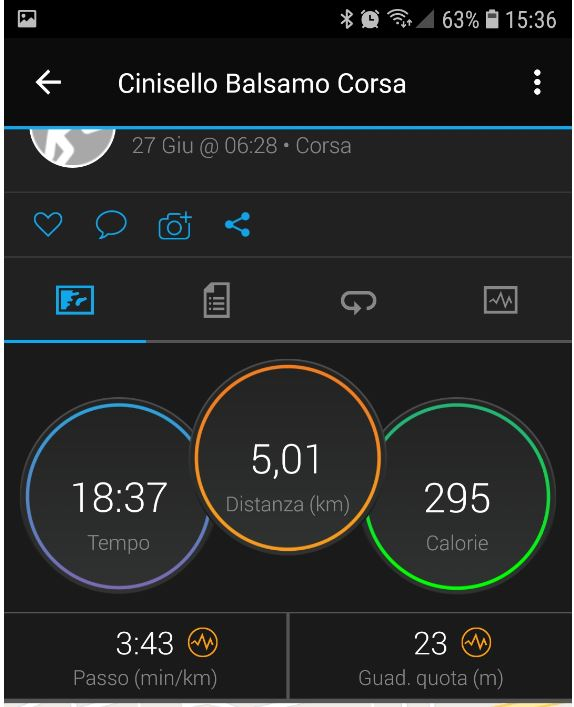 63% 15:36
Cinisello Balsamo Corsa
27 Giu @ 06:28 • Corsa
5,01
Distanza (km)
18:37
Tempo
295
Calorie
3:43
Passo (min/km)
23
Guad. quota (m)